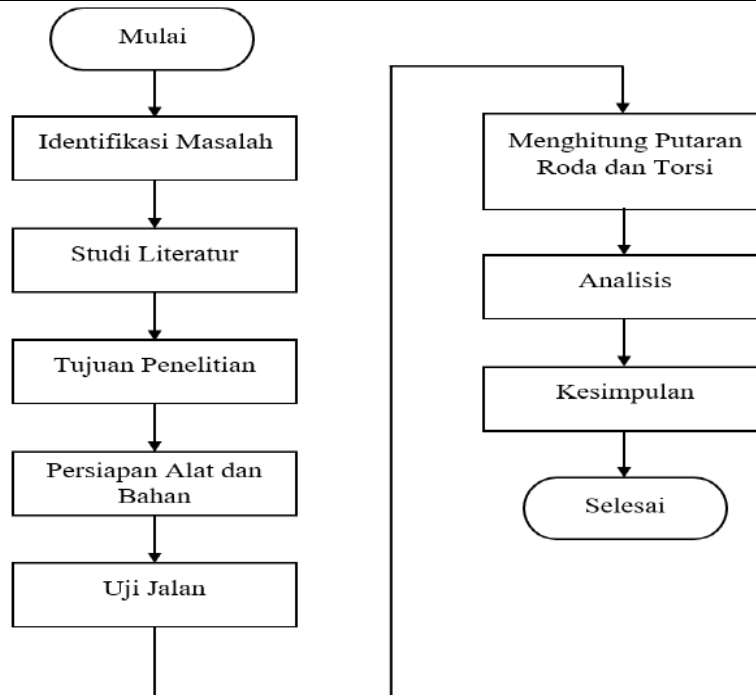 Mulai
Identifikasi Masalah
Studi Literatur
Tujuan Penelitian
Persiapan Alat dan
Bahan
Uji Jalan
Menghitung Putaran
Roda dan Torsi
Analisis
Kesimpulan
Selesai